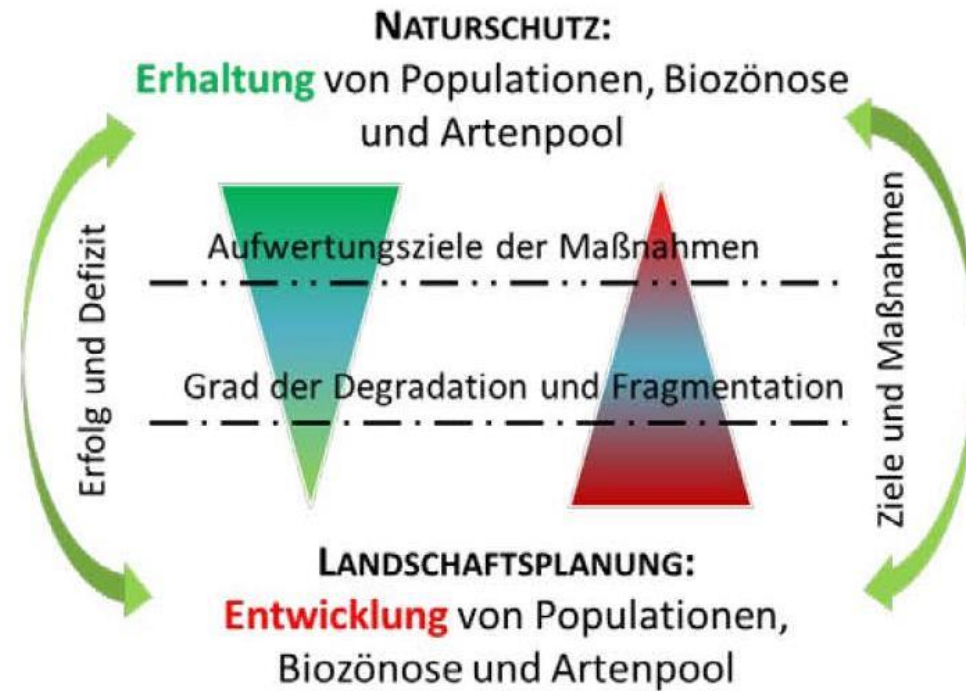 NATURSCHUTZ:
Erhaltung von Populationen, Biozönose
und Artenpool
Erfolg und Defizit
Aufwertungsziele der Maßnahmen
Grad der Degradation und Fragmentation
Ziele und Maßnahmen
LANDSCHAFTSPLANUNG:
Entwicklung von Populationen,
Biozönose und Artenpool